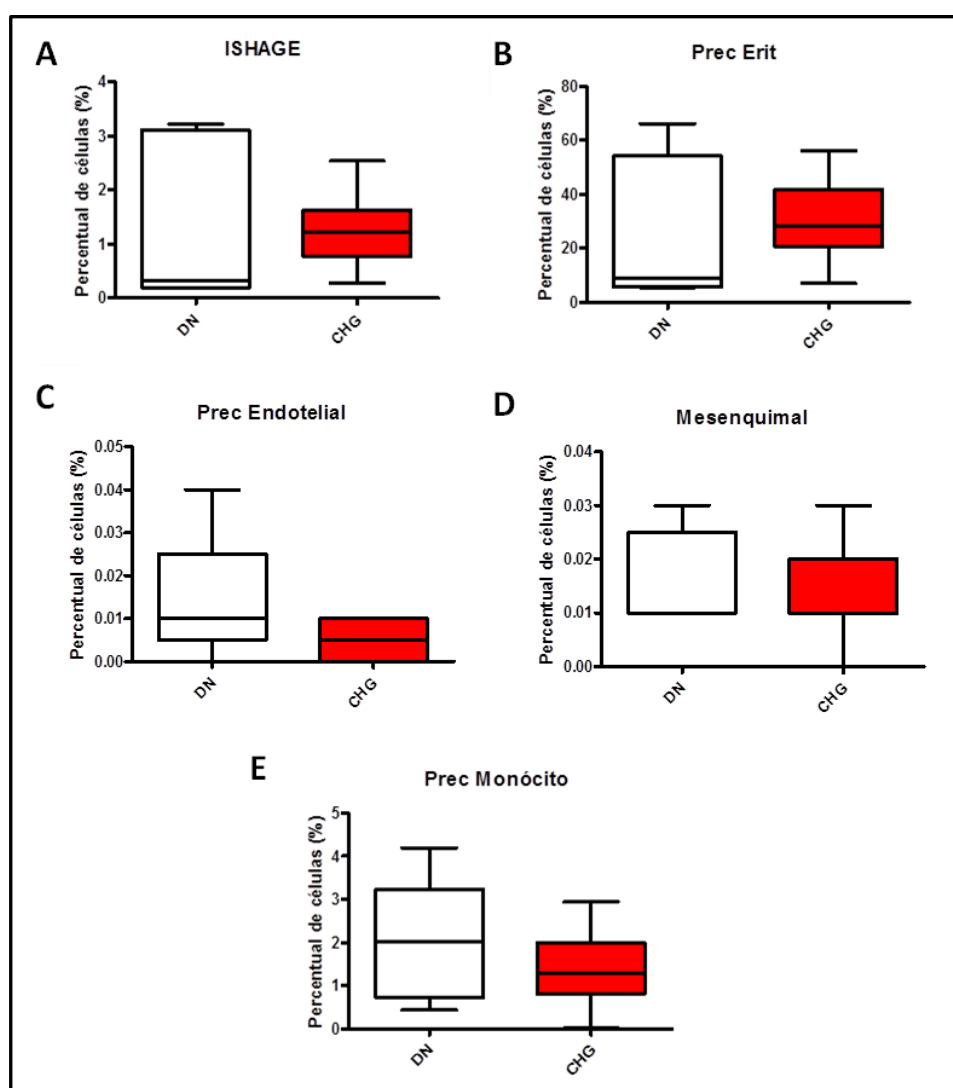 A
ISHAGE
Percentual de células (%)
4
3
2
1
0
DN
CHG
B
Prec Erit
Percentual de células (%)
80
60
40
20
0
DN
CHG
C
Prec Endotelial
Percentual de células (%)
0.05
0.04
0.03
0.02
0.01
0.00
DN
CHG
D
Mesenquimal
Percentual de células (%)
0.04
0.03
0.02
0.01
0.00
DN
CHG
E
Prec Monócito
Percentual de células (%)
5
4
3
2
1
0
DN
CHG